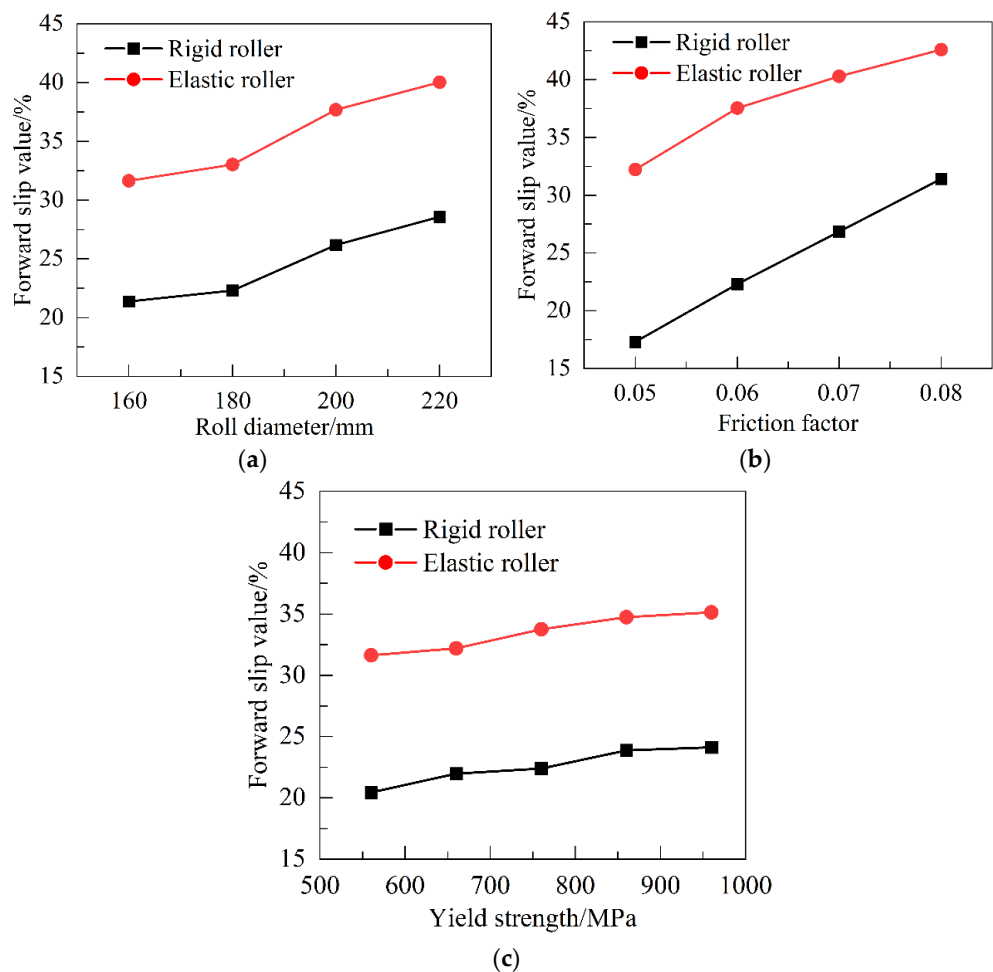 45
40
35
30
25
20
15
Forward slip value/%
Rigid roller
Elastic roller
160 180 200 220
Roll diameter/mm
(a)
45
40
35
30
25
20
15
Forward slip value/%
Rigid roller
Elastic roller
0.05 0.06 0.07 0.08
Friction factor
(b)
45
40
35
30
25
20
15
Forward slip value/%
Rigid roller
Elastic roller
500 600 700 800 900 1000
Yield strength/MPa
(c)